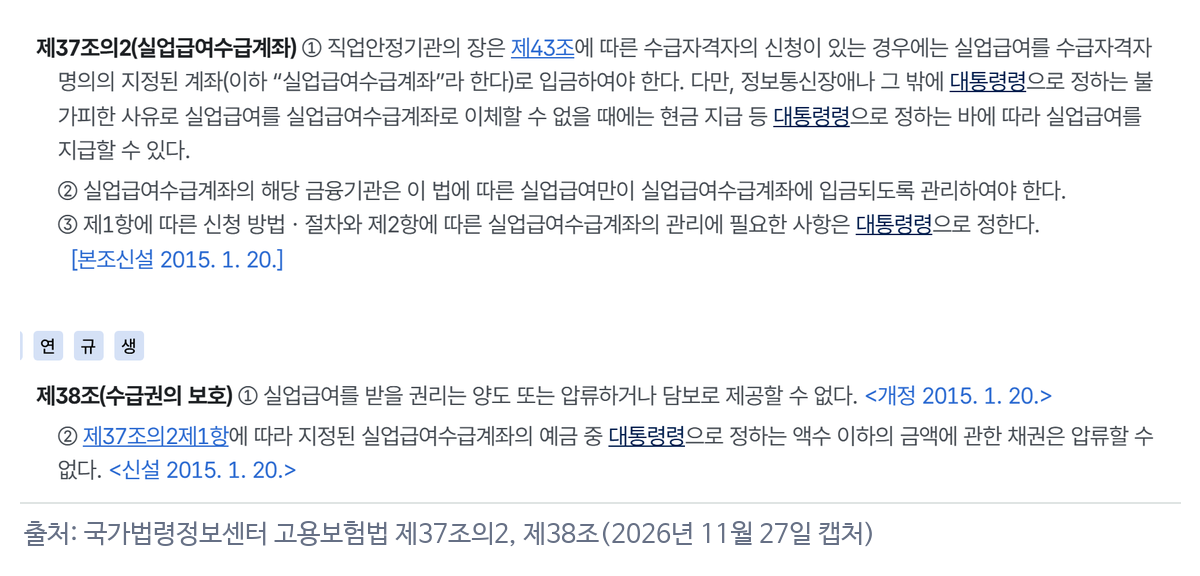 제37조의2(실업급여수급계좌) ① 직업안정기관의 장은 제43조에 따른 수급자격자의 신청이 있는 경우에는 실업급여를 수급자격자
명의의 지정된 계좌(이하 “실업급여수급계좌”라 한다)로 입금하여야 한다. 다만, 정보통신장애나 그 밖에 대통령령으로 정하는 불
가피한 사유로 실업급여를 실업급여수급계좌로 이체할 수 없을 때에는 현금 지급 등 대통령령으로 정하는 바에 따라 실업급여를
지급할 수 있다.
② 실업급여수급계좌의 해당 금융기관은 이 법에 따른 실업급여만이 실업급여수급계좌에 입금되도록 관리하여야 한다.
③ 제1항에 따른 신청 방법ㆍ절차와 제2항에 따른 실업급여수급계좌의 관리에 필요한 사항은 대통령령으로 정한다.
[본조신설 2015. 1. 20.]
연 규 생
제38조(수급권의 보호) ① 실업급여를 받을 권리는 양도 또는 압류하거나 담보로 제공할 수 없다. <개정 2015. 1. 20.>
② 제37조의2제1항에 따라 지정된 실업급여수급계좌의 예금 중 대통령령으로 정하는 액수 이하의 금액에 관한 채권은 압류할 수
없다. <신설 2015. 1. 20.>
출처: 국가법령정보센터 고용보험법 제37조의2, 제38조(2026년 11월 27일 캡처)